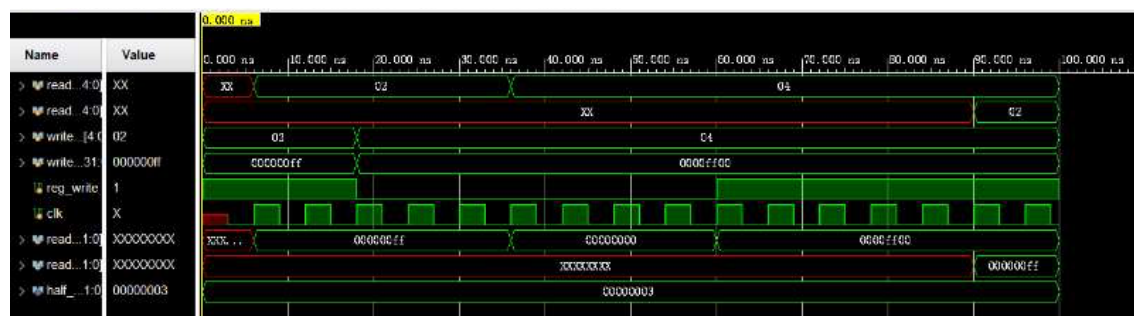 0.000 ns
Name Value 0.000 ns 10.000 ns 20.000 ns 30.000 ns 40.000 ns 50.000 ns 60.000 ns 70.000 ns 80.000 ns 90.000 ns 100.000 ns
read...4:0] XX XX 02 04
read...4:0] XX XX 02
write...[4:0 02 02 04
write...31: 000000ff 000000ff 0000ff00
reg_write 1
clk X
read...1:0] XXXXXXXX XXX... 000000ff 00000000 0000ff00
read...1:0] XXXXXXXX XXXXXXXX 000000ff
half_...1:0 00000003 00000003